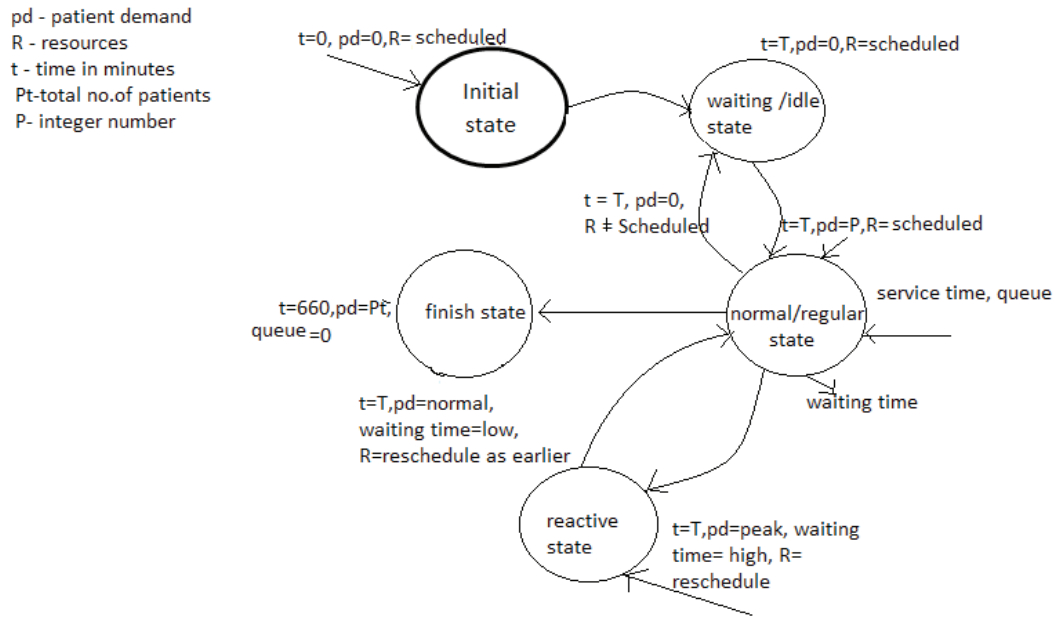 pd - patient demand
R - resources
t - time in minutes
Pt-total no.of patients
P- integer number
t=0, pd=0,R= scheduled
Initial
state
t=T,pd=0,R=scheduled
waiting /idle
state
t = T, pd=0,
R ‡ Scheduled
t=T,pd=P,R= scheduled
service time, queue
normal/regular
state
waiting time
t=660,pd=Pt,
queue =0
finish state
t=T,pd=normal,
waiting time=low,
R=reschedule as earlier
reactive
state
t=T,pd=peak, waiting
time= high, R=
reschedule